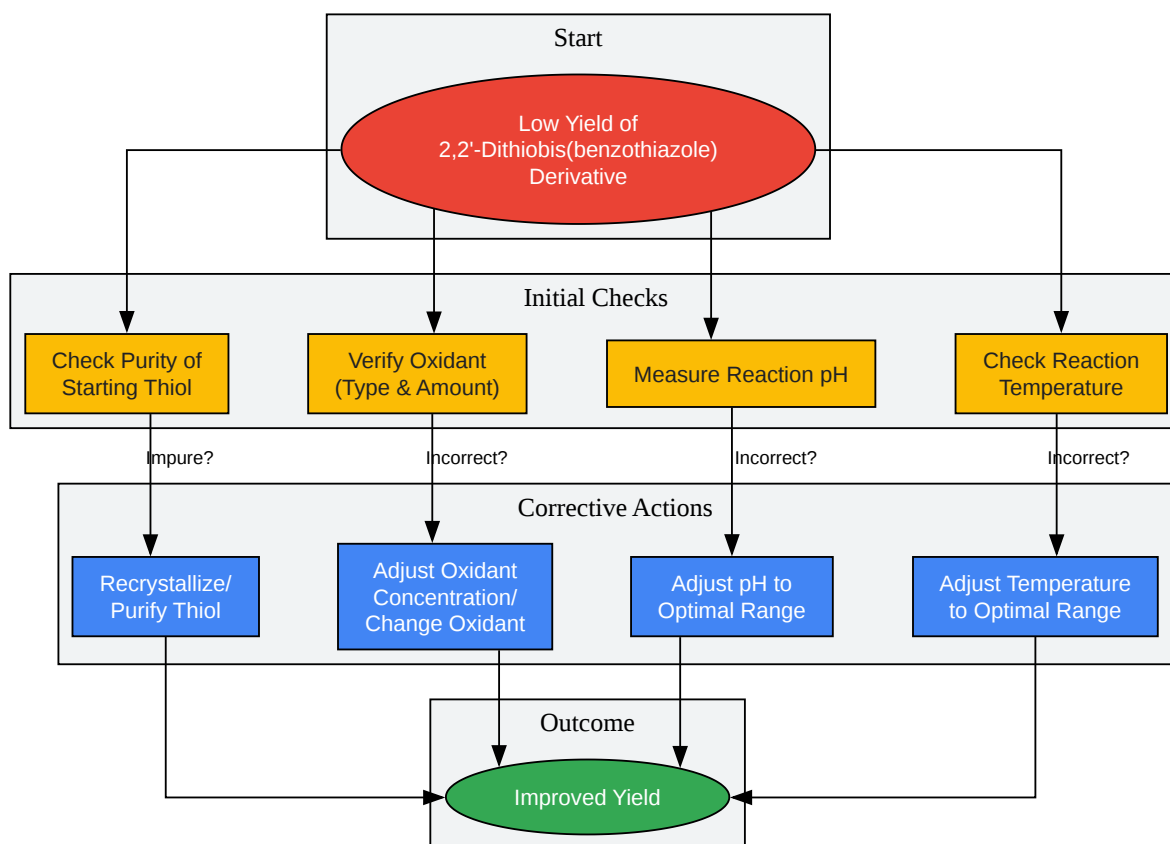 Start
Low Yield of
2,2'-Dithiobis(benzothiazole)
Derivative
Initial Checks
Check Purity of
Starting Thiol
Verify Oxidant
(Type & Amount)
Measure Reaction pH
Check Reaction
Temperature
Impure?
Incorrect?
Incorrect?
Incorrect?
Corrective Actions
Recrystallize/
Purify Thiol
Adjust Oxidant
Concentration/
Change Oxidant
Adjust pH to
Optimal Range
Adjust Temperature
to Optimal Range
Outcome
Improved Yield